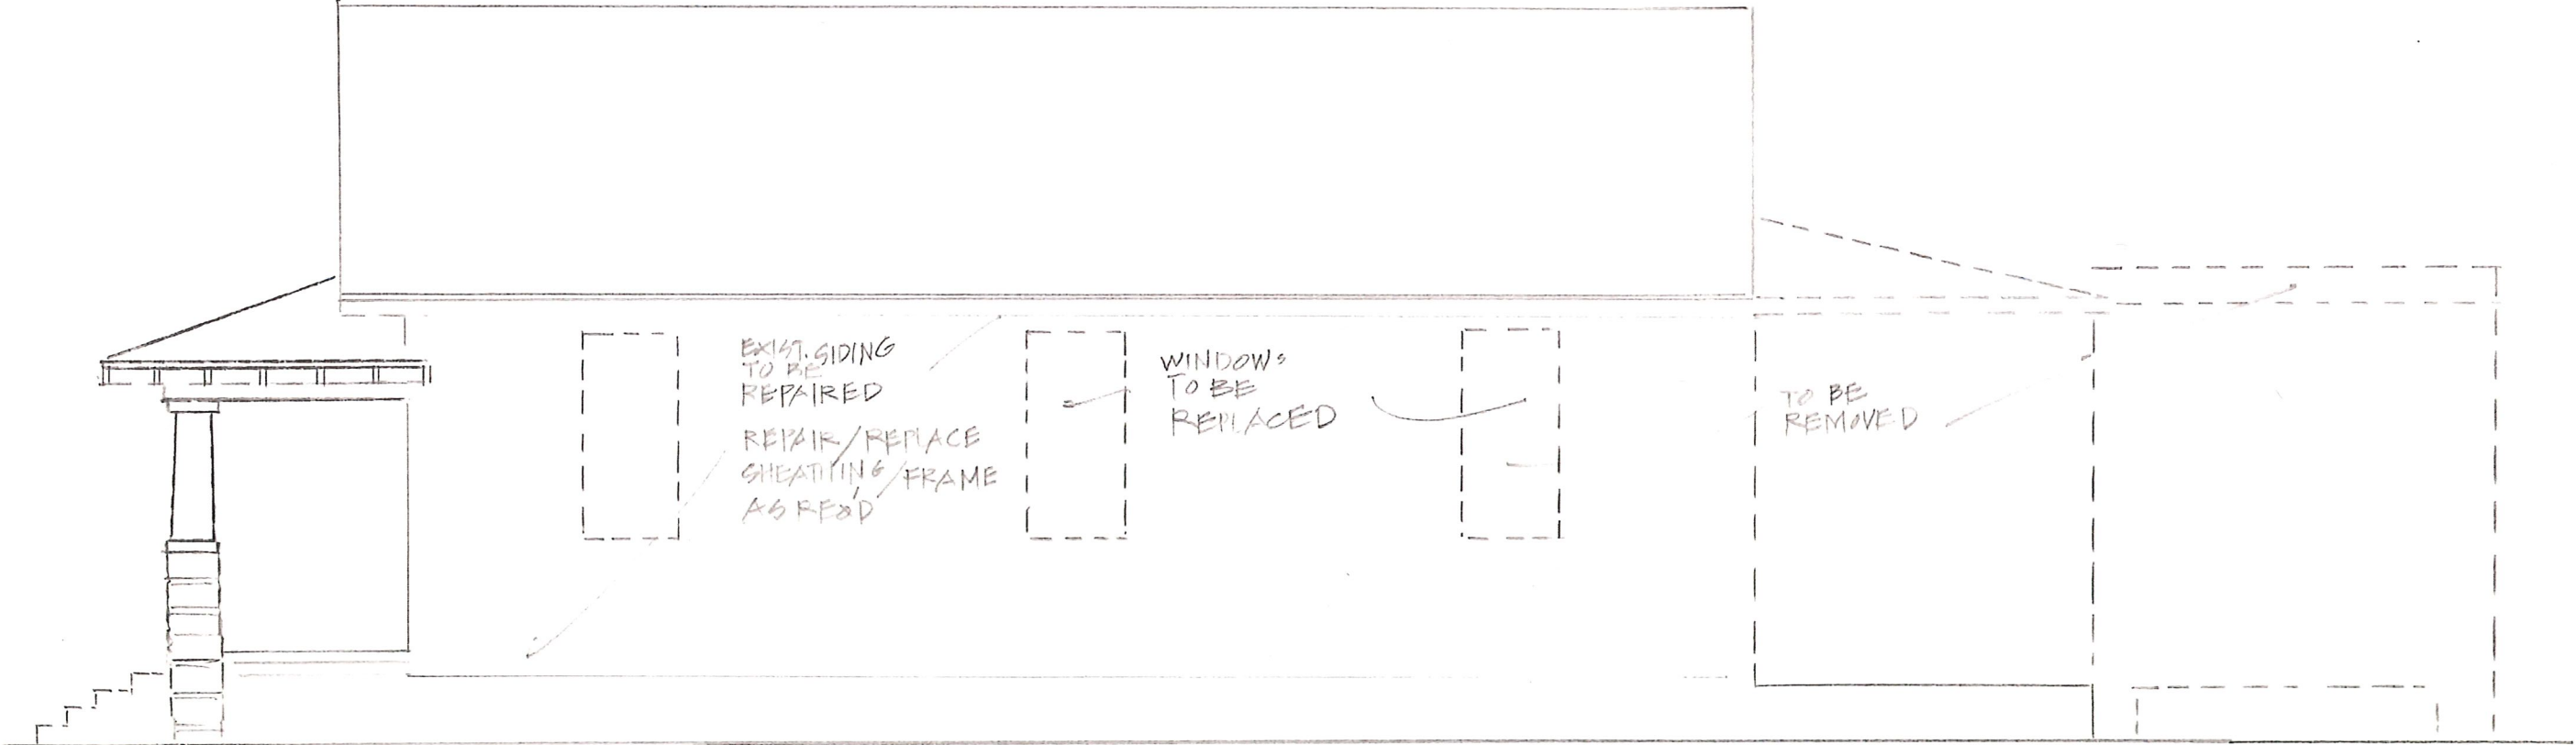 EXIST. SIDING
TO BE
REPAIRED
REPAIR/REPLACE
SHEATHING/FRAME
AS REQ'D
WINDOWS
TO BE
REPLACED
TO BE
REMOVED